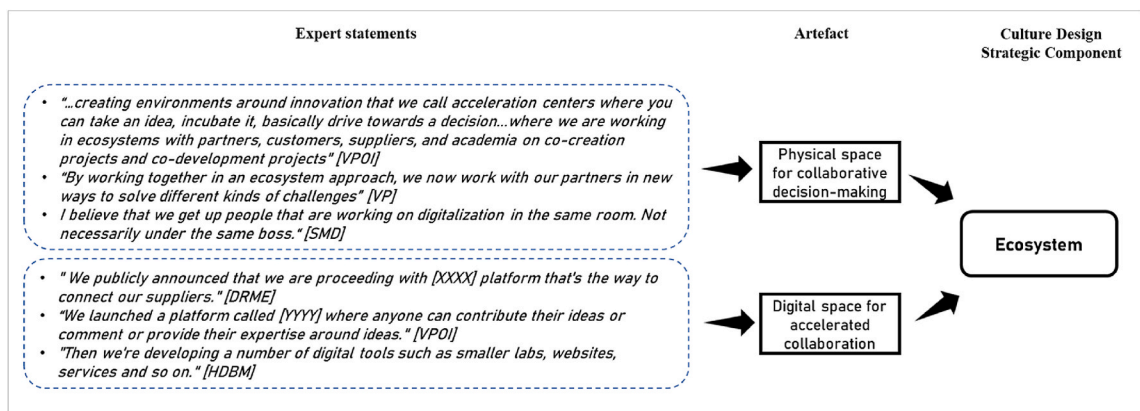 Expert statements
Artefact
Culture Design
Strategic Component
• “...creating environments around innovation that we call acceleration centers where you
can take an idea, incubate it, basically drive towards a decision...where we are working
in ecosystems with partners, customers, suppliers, and academia on co-creation
projects and co-development projects" [VPOI]
• “By working together in an ecosystem approach, we now work with our partners in new
ways to solve different kinds of challenges” [VP]
• I believe that we get up people that are working on digitalization in the same room. Not
necessarily under the same boss.“ [SMD]
Physical space
for collaborative
decision-making
• " We publicly announced that we are proceeding with [XXXX] platform that's the way to
connect our suppliers." [DRME]
• “We launched a platform called [YYYY] where anyone can contribute their ideas or
comment or provide their expertise around ideas." [VPOI]
• "Then we're developing a number of digital tools such as smaller labs, websites,
services and so on.“ [HDBM]
Digital space for
accelerated
collaboration
Ecosystem